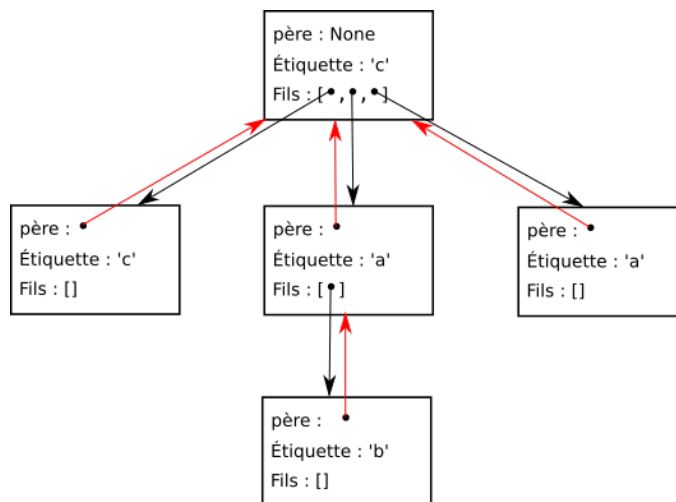 père : None
Étiquette : 'c'
Fils : [ , , ]
père :
Étiquette : 'c'
Fils : []
père :
Étiquette : 'a'
Fils : [ ]
père :
Étiquette : 'a'
Fils : []
père :
Étiquette : 'b'
Fils : []